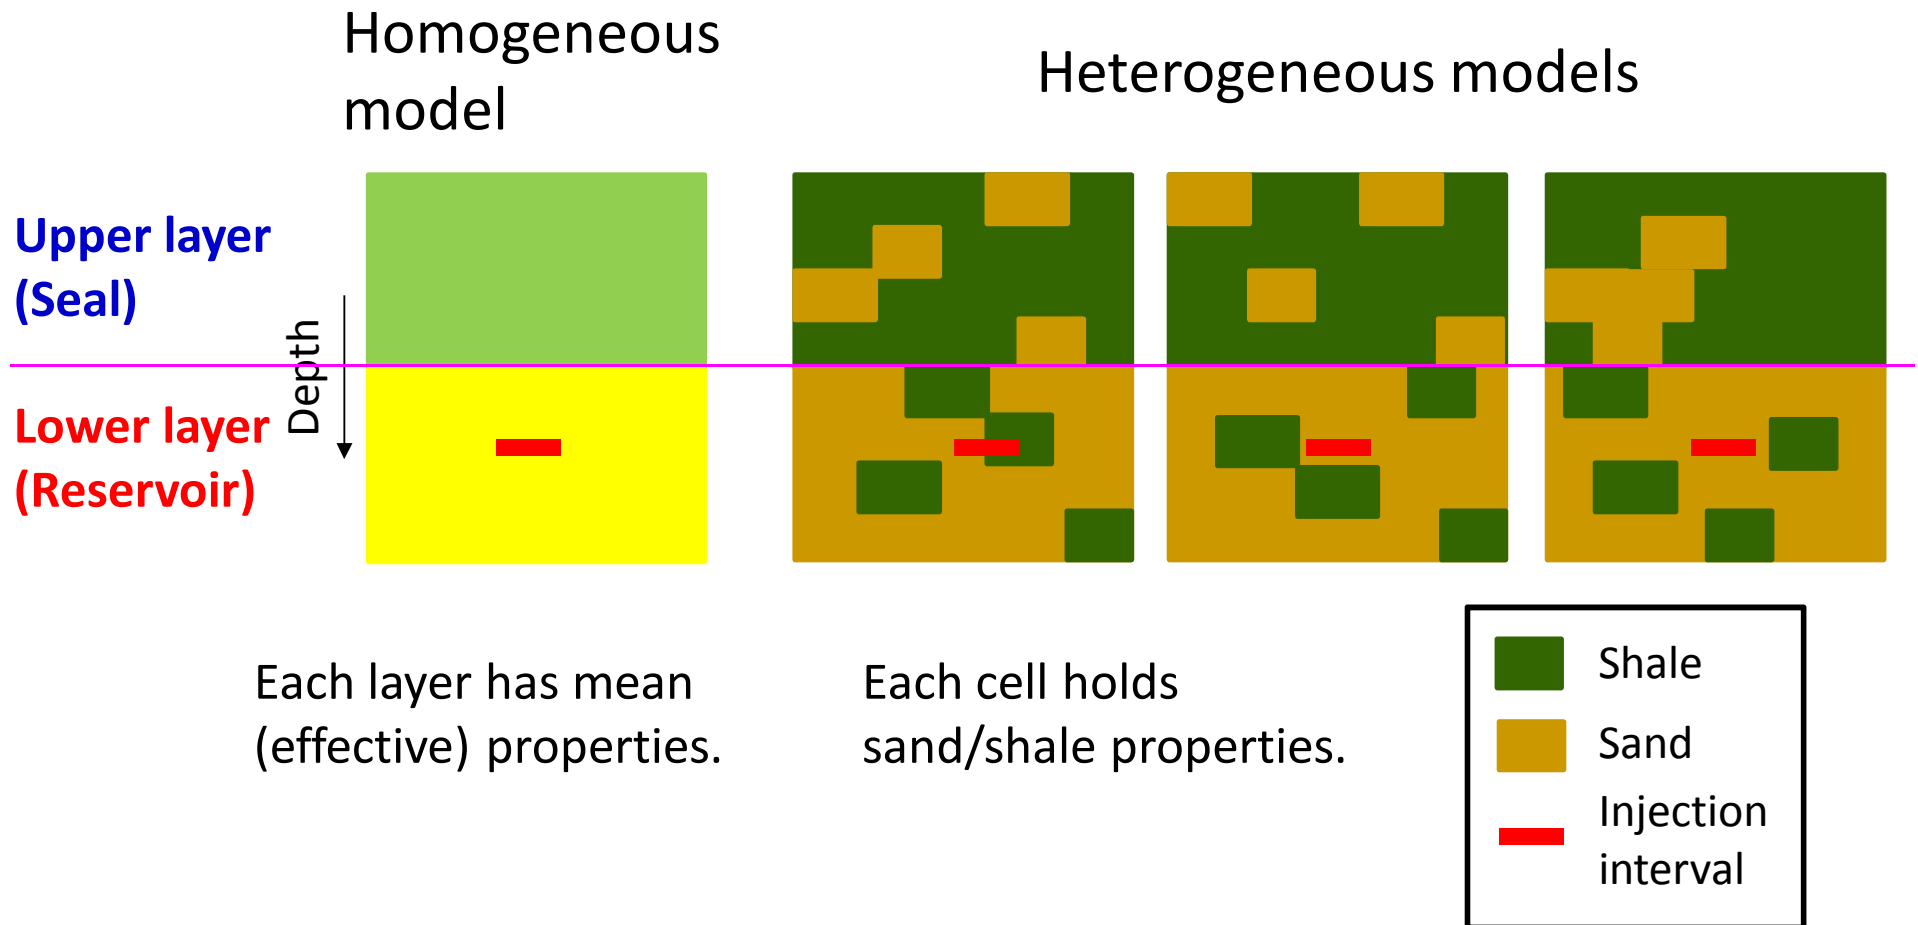 Homogeneous
model
Heterogeneous models
Upper layer
(Seal)
Depth
Lower layer
(Reservoir)
Each layer has mean
(effective) properties.
Each cell holds
sand/shale properties.
Shale
Sand
Injection
interval